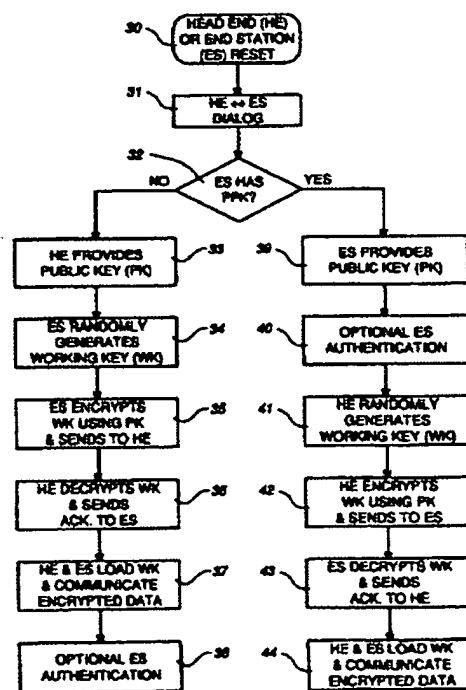 30
HEAD END (HE)
OR END STATION
(ES) RESET
31
HE ↔ ES
DIALOG
32
ES HAS
PPK?
NO
YES
HE PROVIDES
PUBLIC KEY (PK)
33
ES RANDOMLY
GENERATES
WORKING KEY (WK)
34
ES ENCRYPTS
WK USING PK
& SENDS TO HE
35
HE DECRYPTS WK
& SENDS
ACK. TO ES
36
HE & ES LOAD WK
& COMMUNICATE
ENCRYPTED DATA
37
OPTIONAL ES
AUTHENTICATION
38
39
ES PROVIDES
PUBLIC KEY (PK)
40
OPTIONAL ES
AUTHENTICATION
41
HE RANDOMLY
GENERATES
WORKING KEY (WK)
42
HE ENCRYPTS
WK USING PK
& SENDS TO ES
43
ES DECRYPTS WK
& SENDS
ACK. TO HE
44
HE & ES LOAD WK
& COMMUNICATE
ENCRYPTED DATA